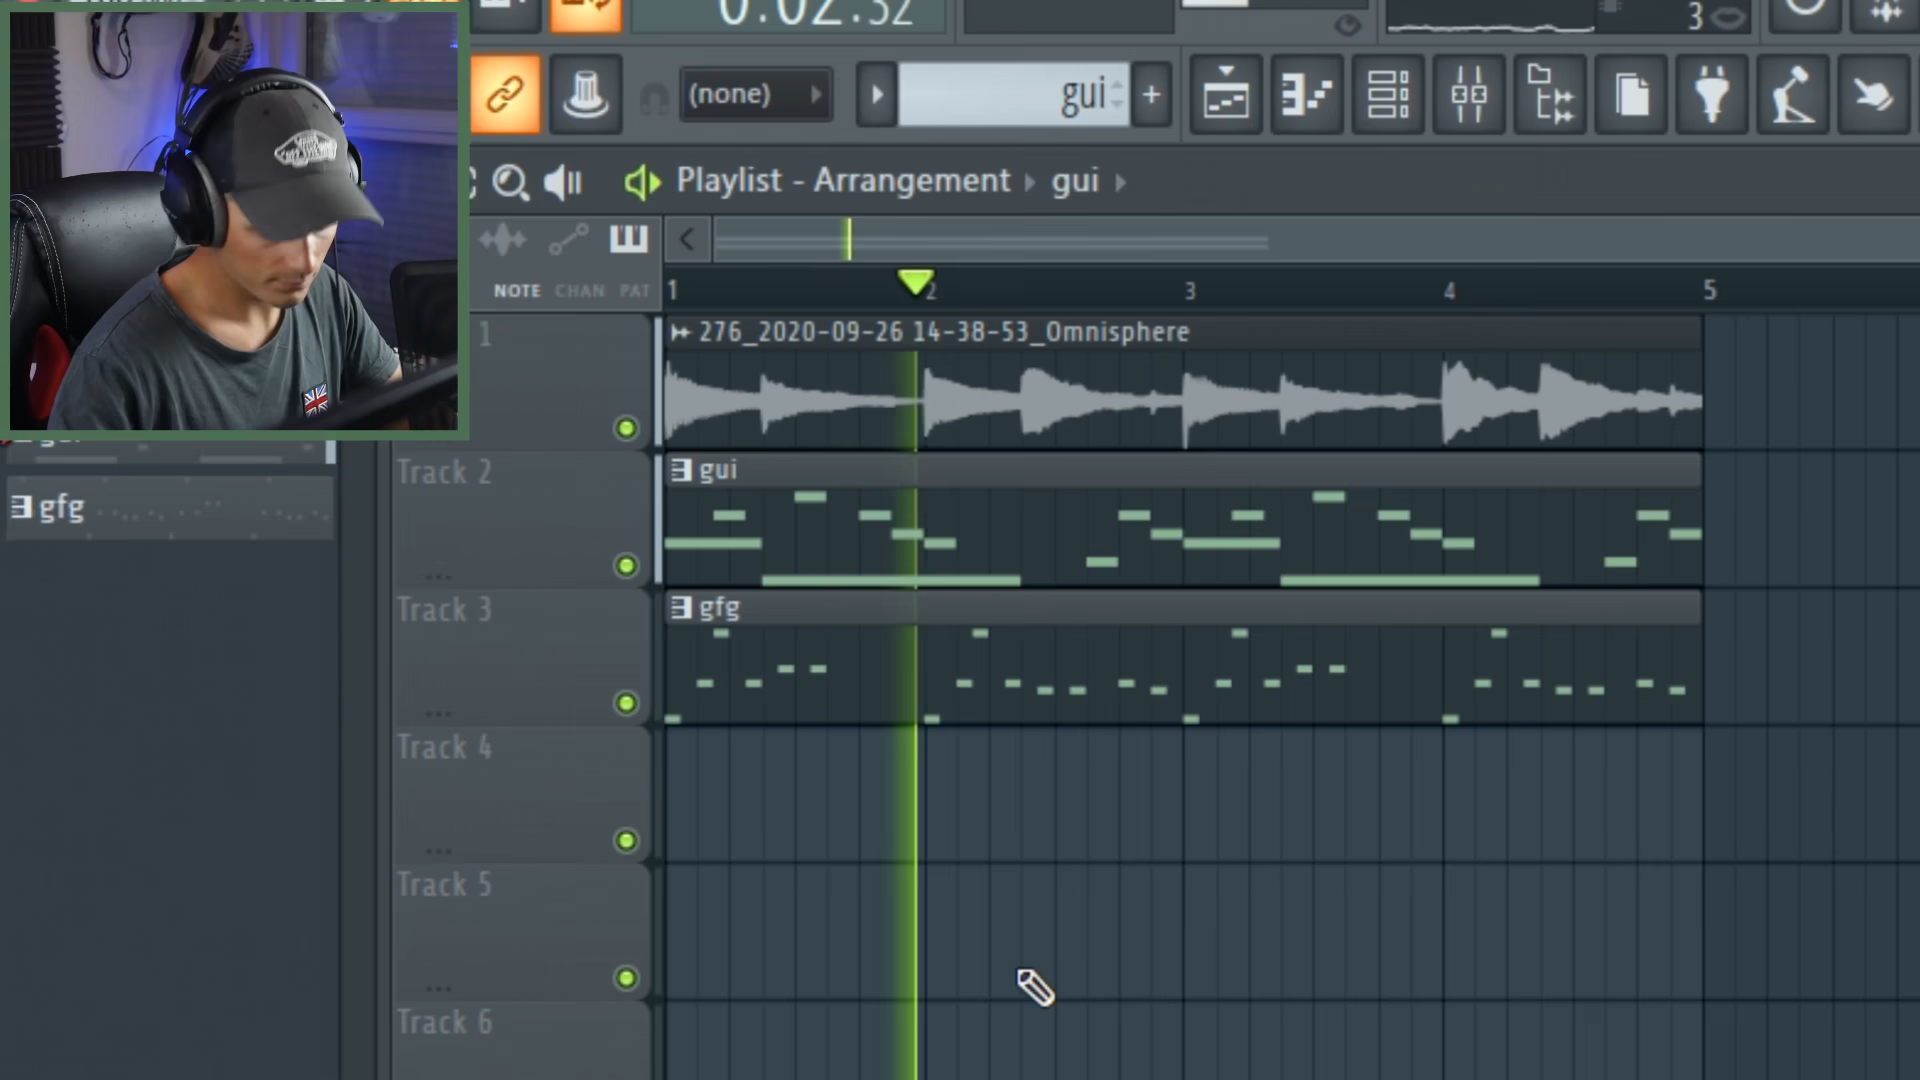 0:02:32
3
(none)
gui
+
Playlist - Arrangement
gui
NOTE CHAN PAT
1 2 3 4 5
1
276_2020-09-26 14-38-53_Omnisphere
Track 2
gui
gfg
Track 3
gfg
Track 4
Track 5
Track 6